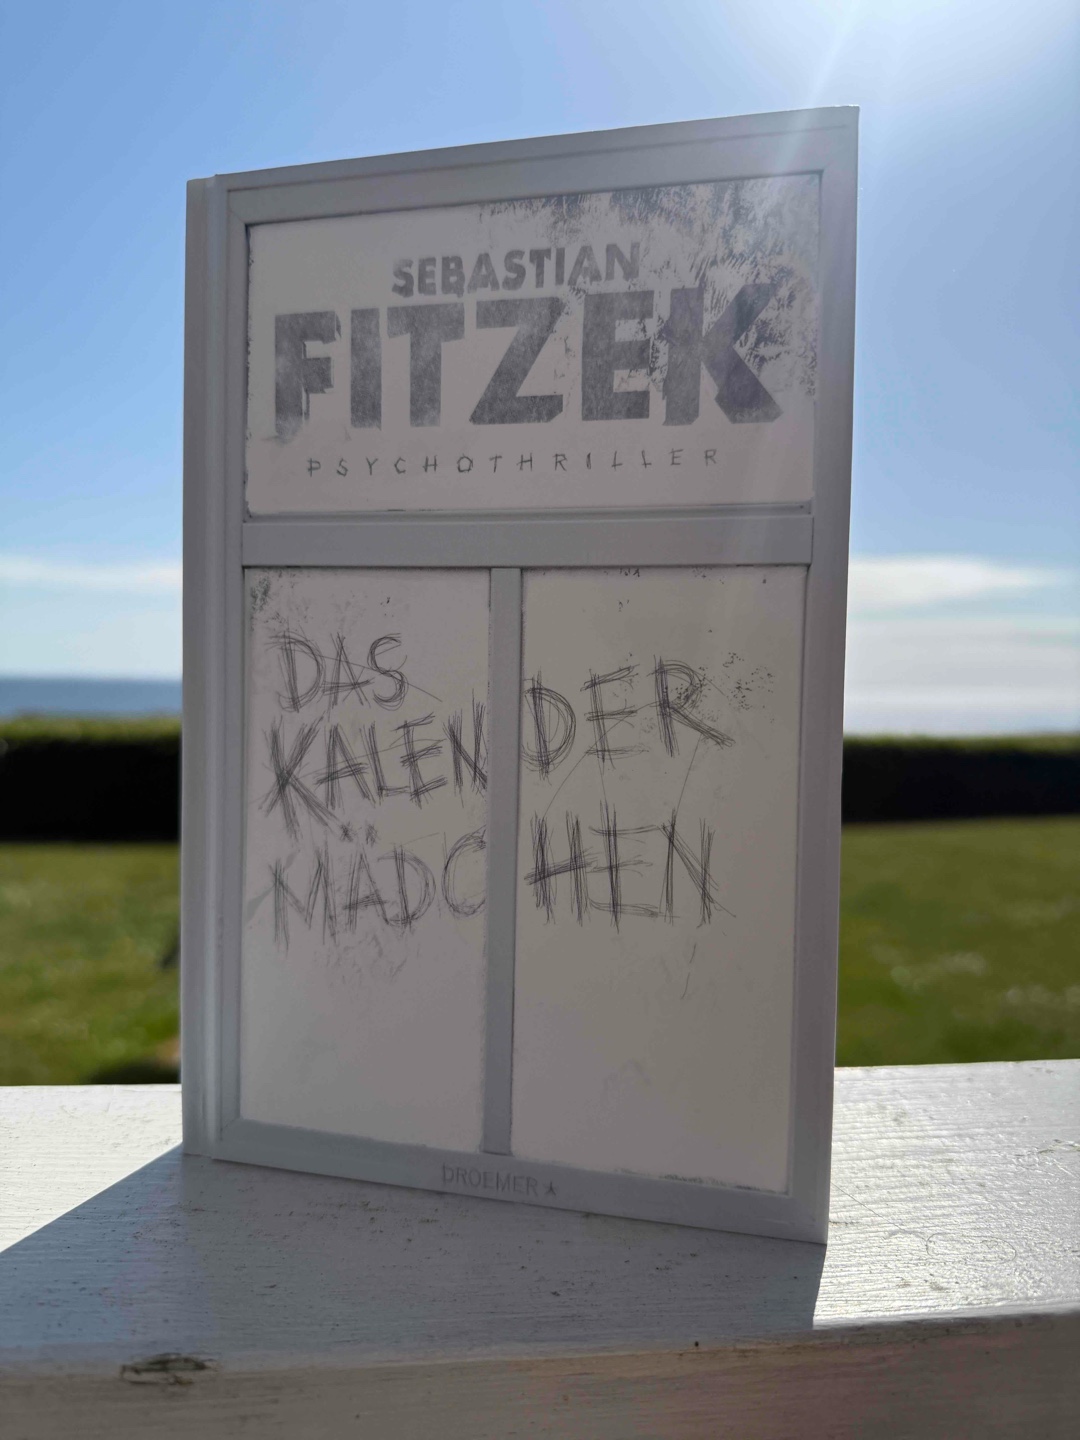 SEBASTIAN
FITZEK
PSYCHOTHRILLER
DAS
KALENDER
MÄDCHEN
DROEMER